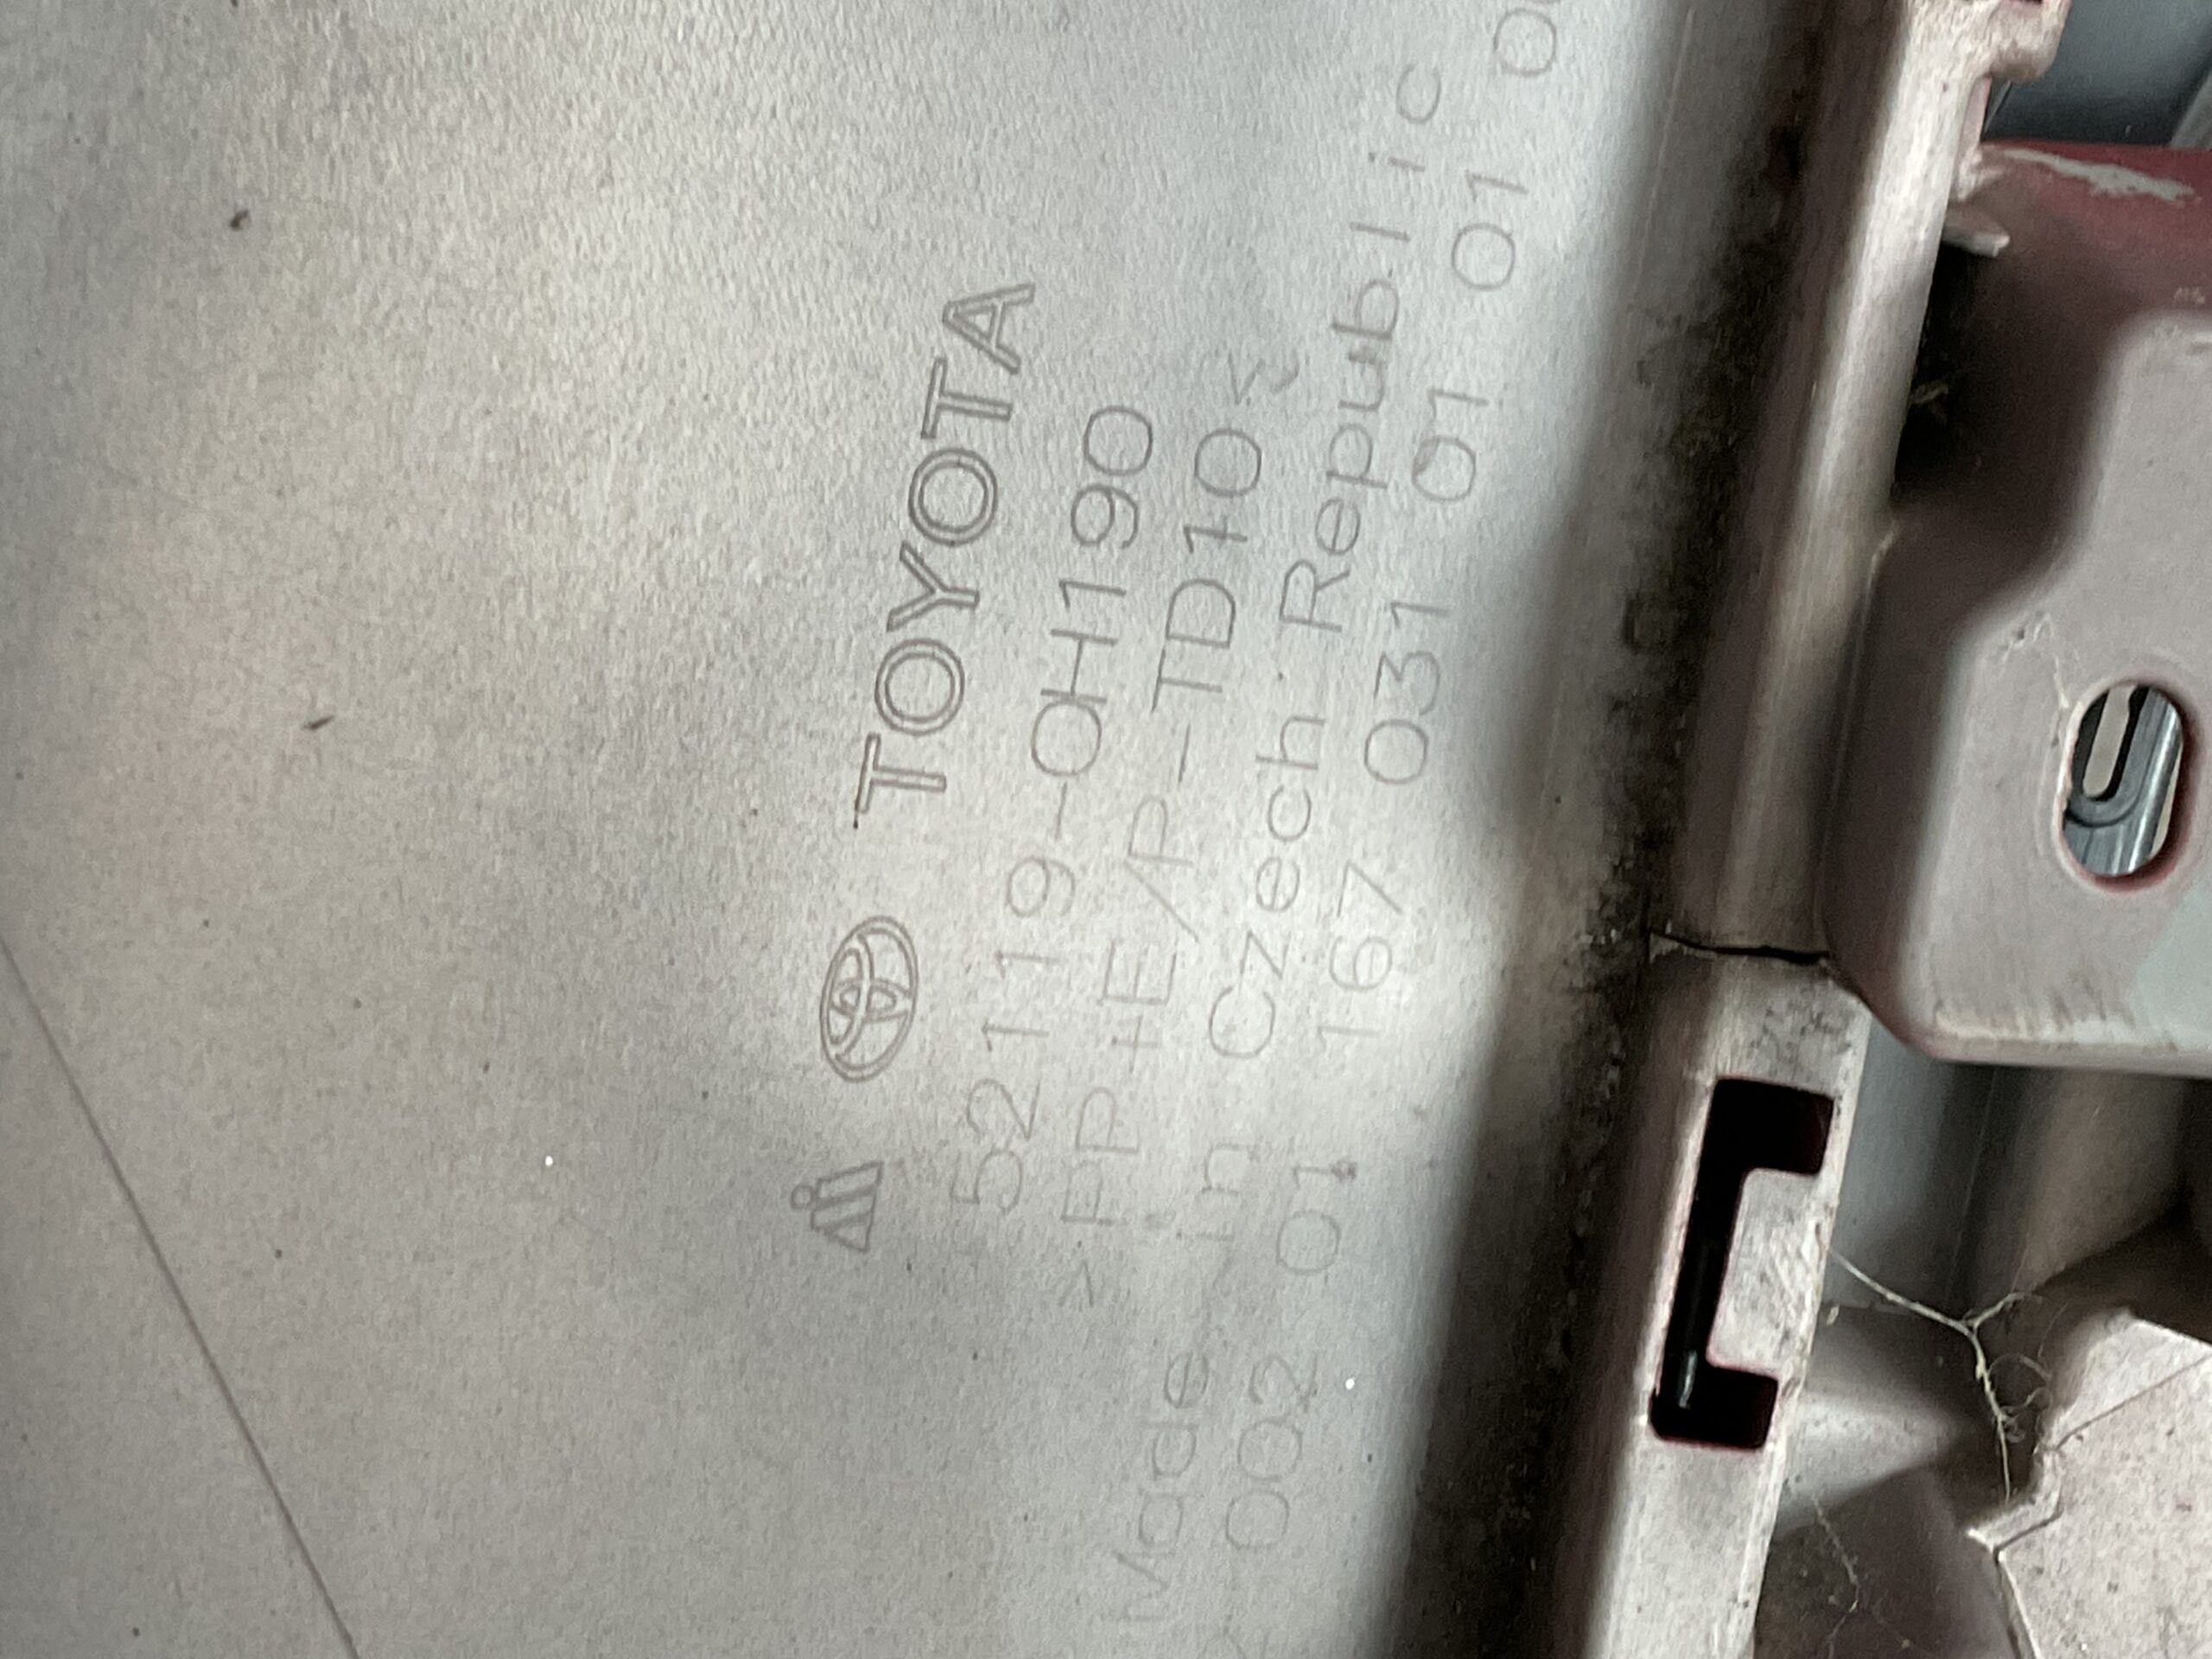 TOYOTA
52119-0H190
>PP+E/P-TD10<
Made in Czech Republic
002 01 167 031 01 01